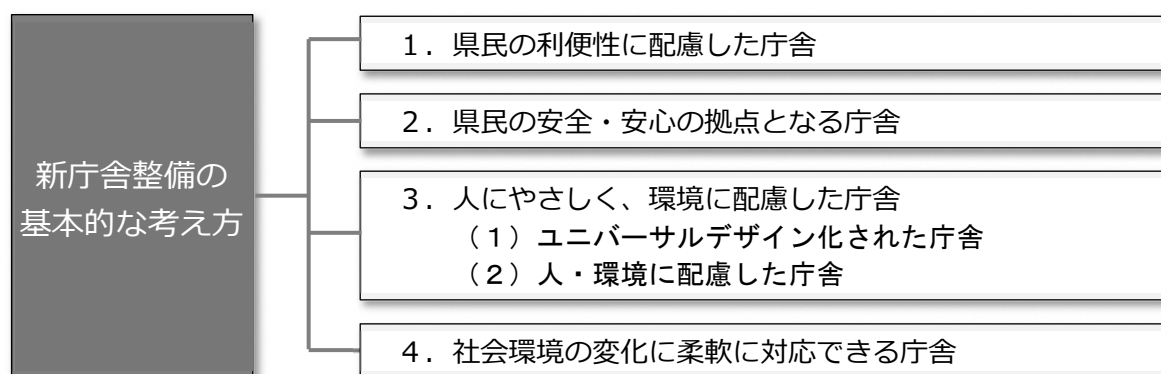 新庁舎整備の
基本的な考え方
1．県民の利便性に配慮した庁舎
2．県民の安全・安心の拠点となる庁舎
3．人にやさしく、環境に配慮した庁舎
（１）ユニバーサルデザイン化された庁舎
（２）人・環境に配慮した庁舎
4．社会環境の変化に柔軟に対応できる庁舎